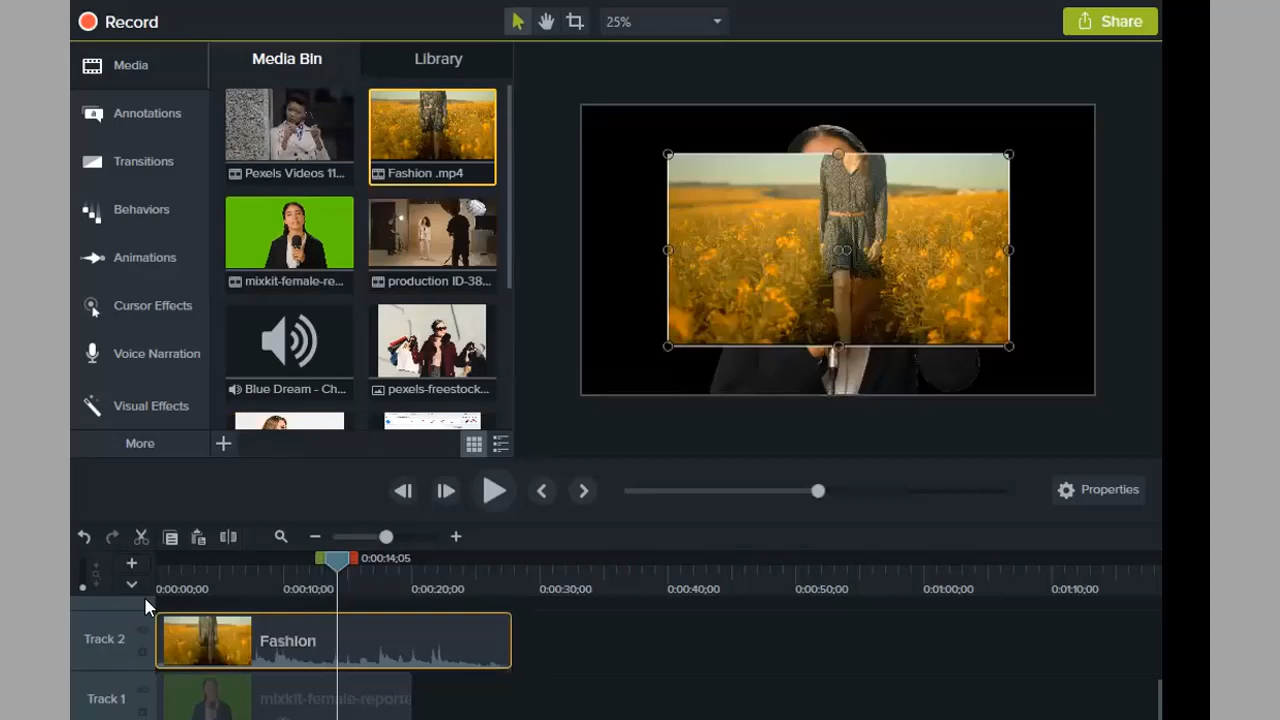 Record
25%
Share
Media
Media Bin
Library
Annotations
Transitions
Behaviors
Animations
Cursor Effects
Voice Narration
Visual Effects
More
Pexels Videos 11...
Fashion .mp4
mixkit-female-re...
production ID-38...
Blue Dream - Ch...
pexels-freestock...
Properties
0:00:14;05
0:00:00;00
0:00:10;00
0:00:20;00
0:00:30;00
0:00:40;00
0:00:50;00
0:01:00;00
0:01:10;00
Track 2
Fashion
Track 1
mixkit-female-reporte